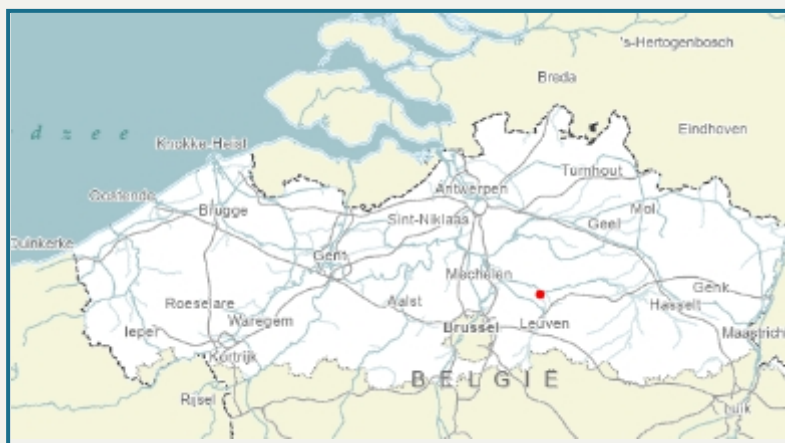 's-Hertogenbosch
Breda
Eindhoven
d z e e
Knokke-Heist
Turnhout
Antwerpen
Oostende
Brugge
Sint-Niklaas
Geel
Mol
Duinkerke
Gent
Mechelen
Genk
Roeselare
Aalst
Hasselt
Ieper
Waregem
Brussel
Leuven
Maastrich
Kortrijk
BELGIË
Rijsel
Luik